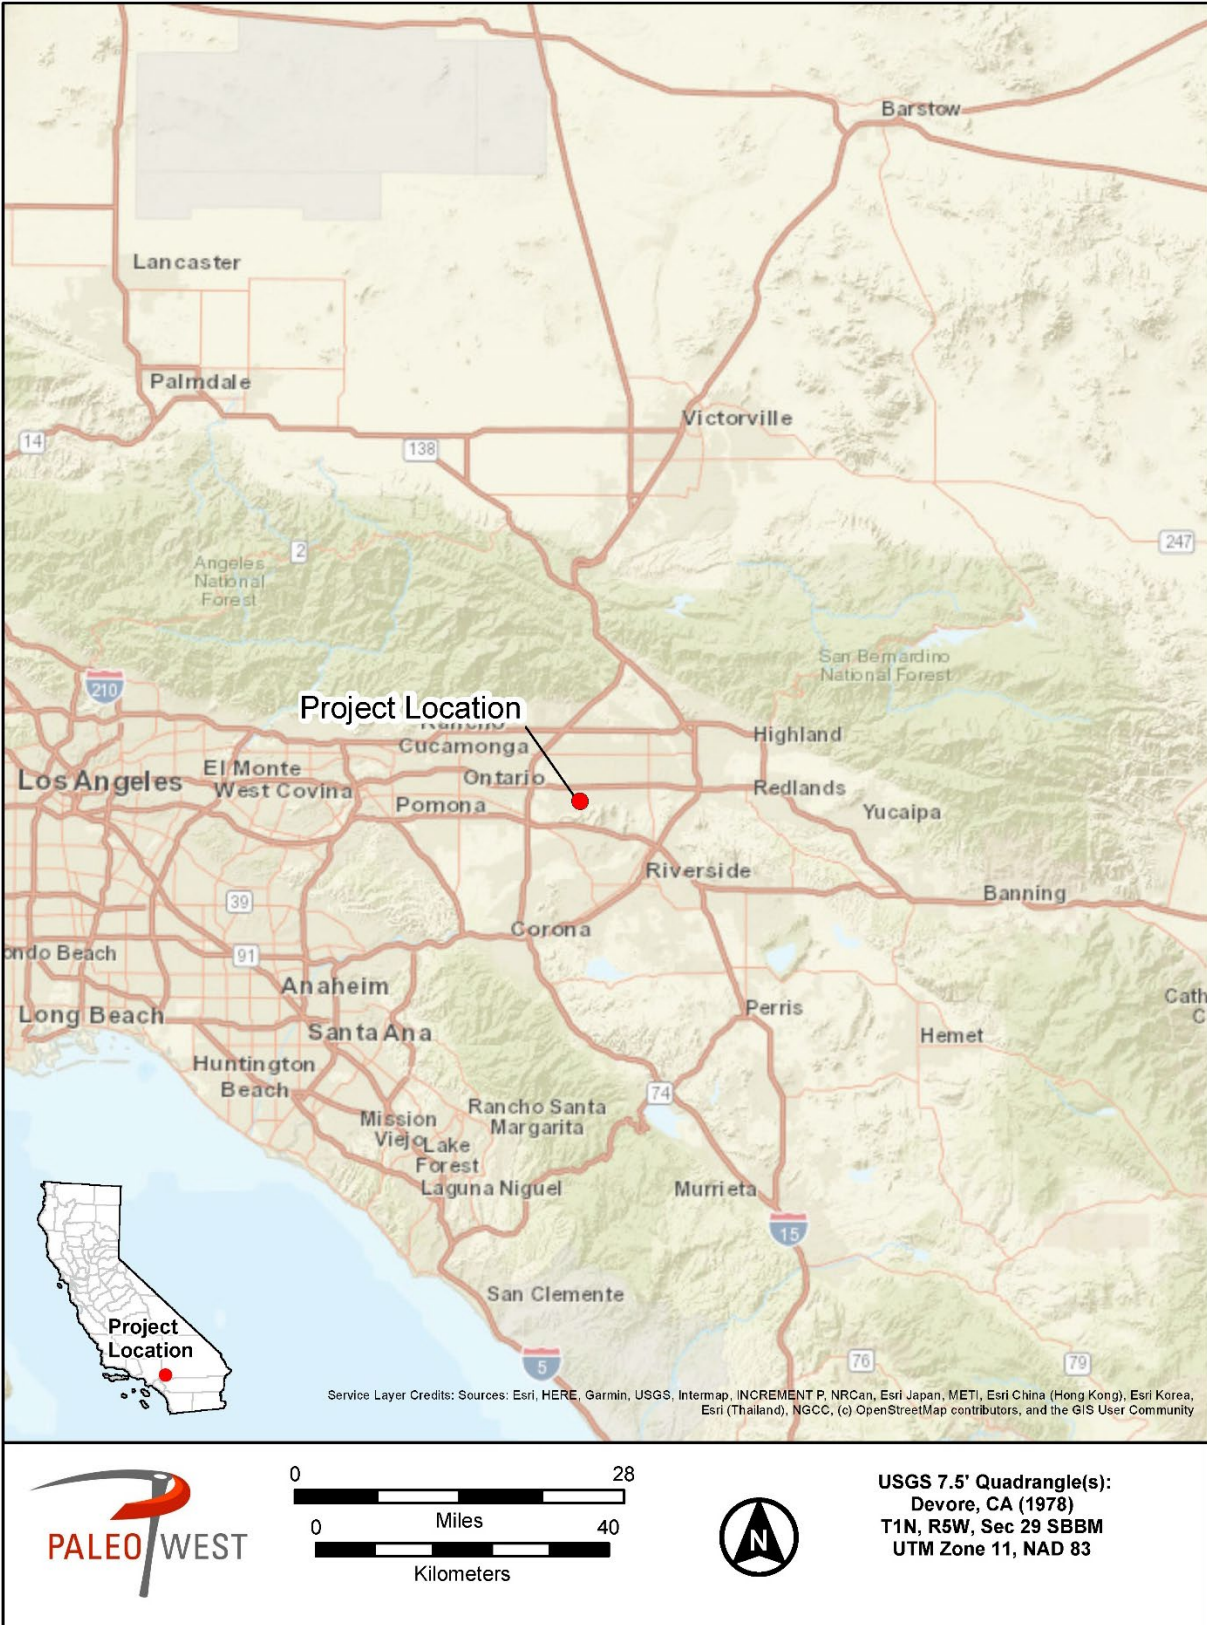 Barstow
Lancaster
Palmdale
Victorville
14
138
2
247
Angeles
National
Forest
San Bernardino
National Forest
210
Project Location
Rancho
Cucamonga
Highland
Los Angeles
El Monte
West Covina
Ontario
Redlands
Pomona
Yucaipa
Riverside
Banning
39
Corona
91
ondo Beach
Anaheim
Long Beach
Perris
Cath
C
Santa Ana
Hemet
Huntington
Beach
74
Mission
Viejo
Rancho Santa
Margarita
Lake
Forest
Laguna Niguel
Murrieta
15
San Clemente
5
76
79
Project
Location
Service Layer Credits: Sources: Esri, HERE, Garmin, USGS, Intermap, INCREMENT P, NRCan, Esri Japan, METI, Esri China (Hong Kong), Esri Korea,
Esri (Thailand), NGCC, (c) OpenStreetMap contributors, and the GIS User Community
PALEO WEST
0 28
Miles
0 40
Kilometers
N
USGS 7.5' Quadrangle(s):
Devore, CA (1978)
T1N, R5W, Sec 29 SBBM
UTM Zone 11, NAD 83